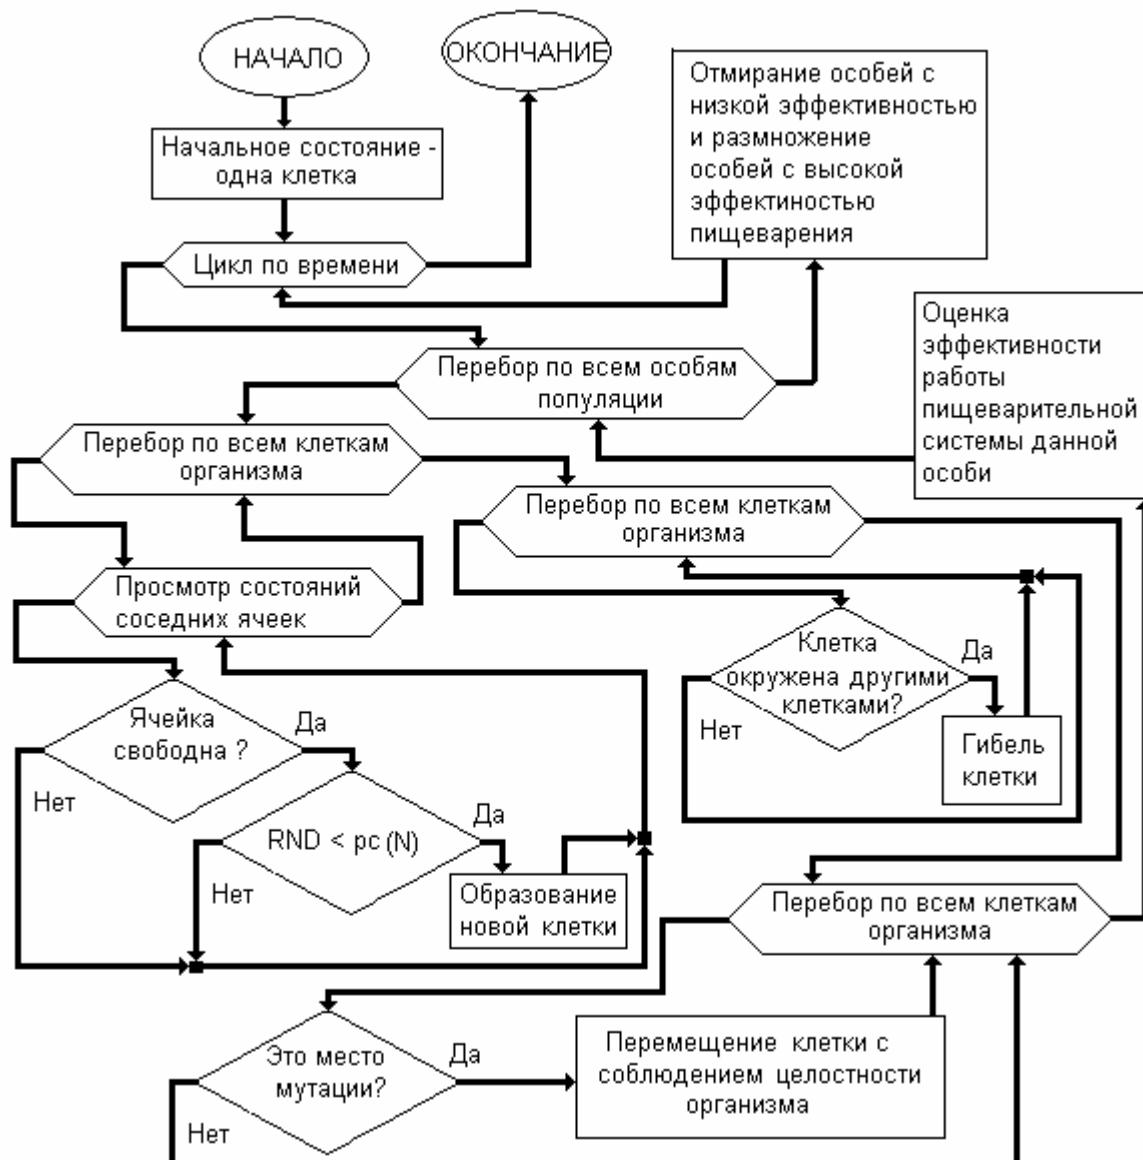 НАЧАЛО
ОКОНЧАНИЕ
Начальное состояние -
одна клетка
Отмирание особей с
низкой эффективностью
и размножение
особей с высокой
эффектиностью
пищеварения
Цикл по времени
Оценка
эффективности
работы
пищеварительной
системы данной
особи
Перебор по всем особям
популяции
Перебор по всем клеткам
организма
Перебор по всем клеткам
организма
Просмотр состояний
соседних ячеек
Клетка
окружена другими
клетками?
Да
Нет
Гибель
клетки
Ячейка
свободна ?
Да
Нет
RND < pc (N)
Да
Нет
Образование
новой клетки
Перебор по всем клеткам
организма
Это место
мутации?
Да
Нет
Перемещение клетки с
соблюдением целостности
организма